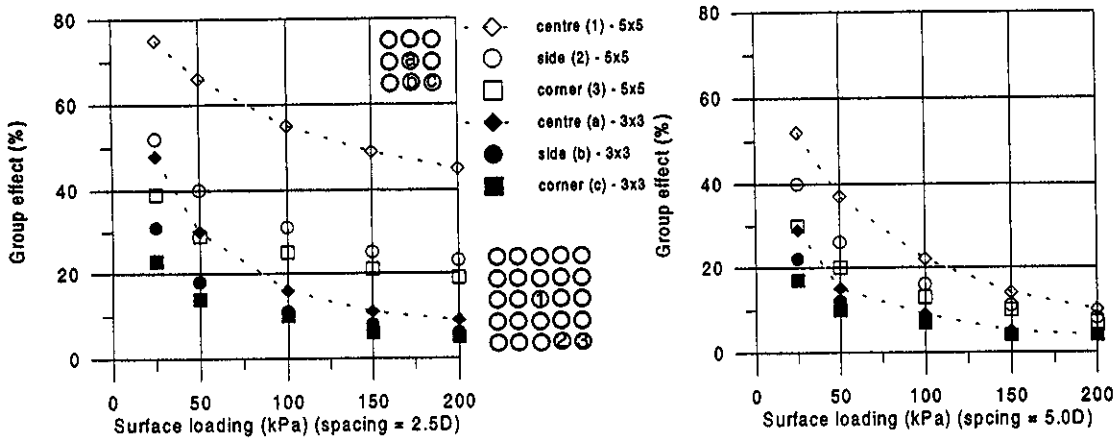 80
60
40
20
0
Group effect (%)
0 50 100 150 200
Surface loading (kPa) (spacing = 2.5D)
a
b c
centre (1) - 5x5
side (2) - 5x5
corner (3) - 5x5
centre (a) - 3x3
side (b) - 3x3
corner (c) - 3x3
1
2 3
80
60
40
20
0
Group effect (%)
0 50 100 150 200
Surface loading (kPa) (spcing = 5.0D)